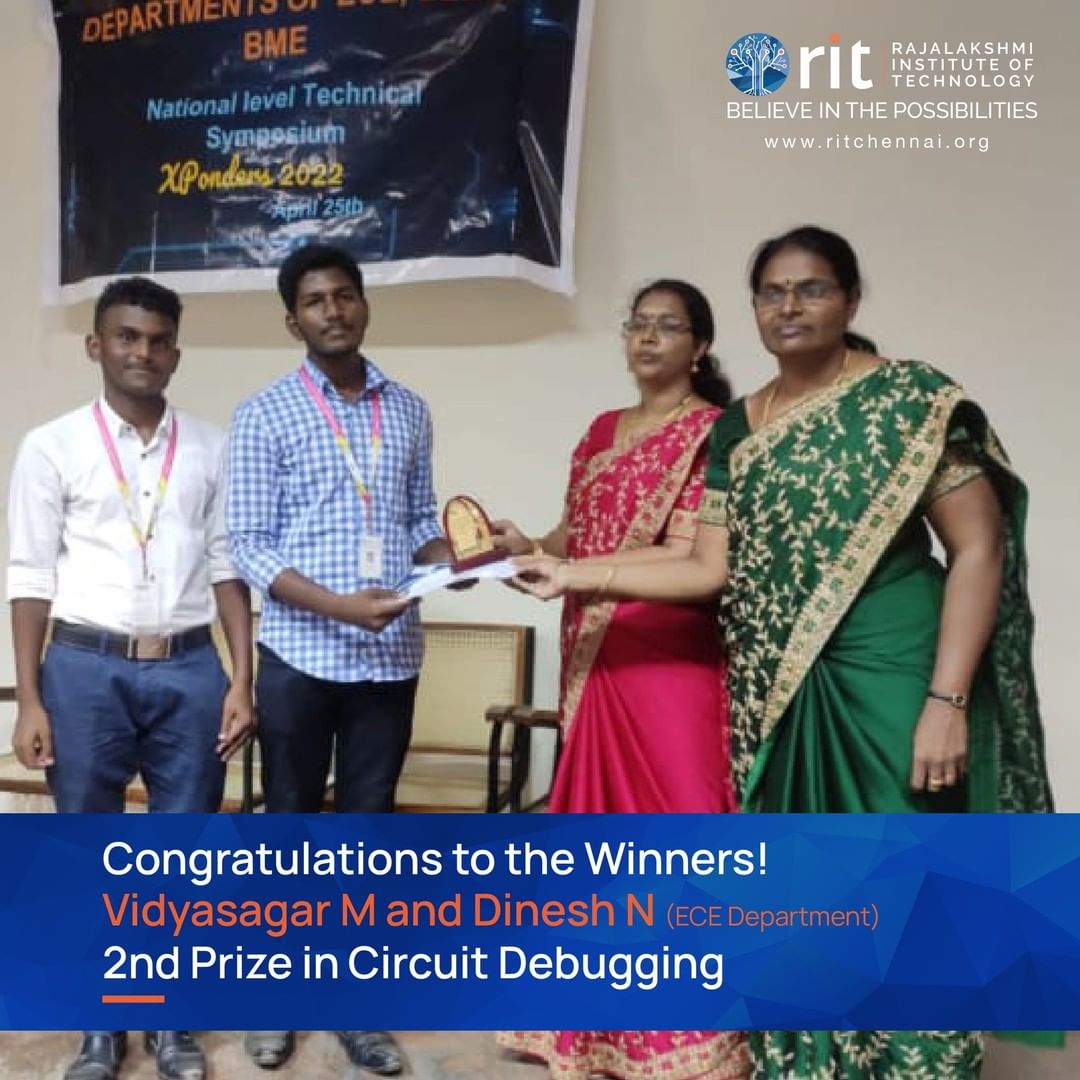 DEPARTMENTS OF ECE,
BME
National level Technical
Symposium
XPonders 2022
April 25th
rit
RAJALAKSHMI
INSTITUTE OF
TECHNOLOGY
BELIEVE IN THE POSSIBILITIES
www.ritchennai.org
Congratulations to the Winners!
Vidyasagar M and Dinesh N (ECE Department)
2nd Prize in Circuit Debugging